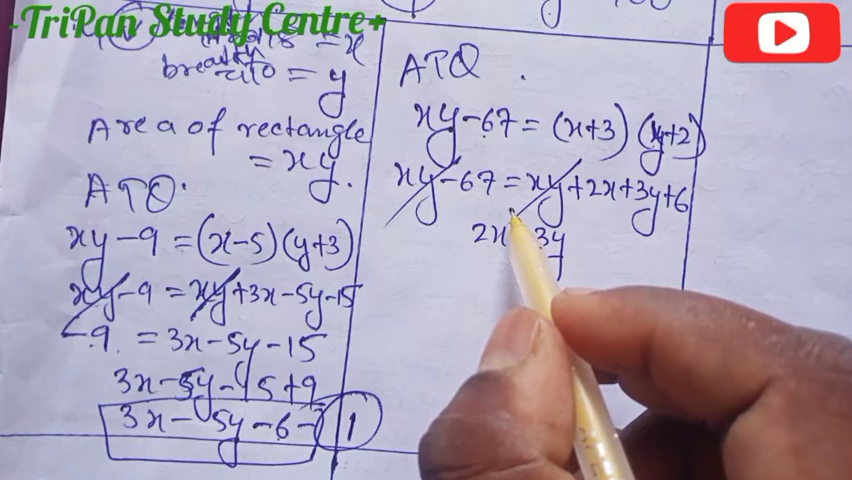 -TriPan Study Centre+
= x
breadth = y
Area of rectangle
= xy.
ATQ.
xy-9 = (x-5)(y+3)
xy-9 = xy+3x-5y-15
-9 = 3x-5y-15
3x-5y-15+9
3x-5y-6=
1
ATQ.
xy-67 = (x+3)(y+2)
xy-67 = xy+2x+3y+6
2x 3y